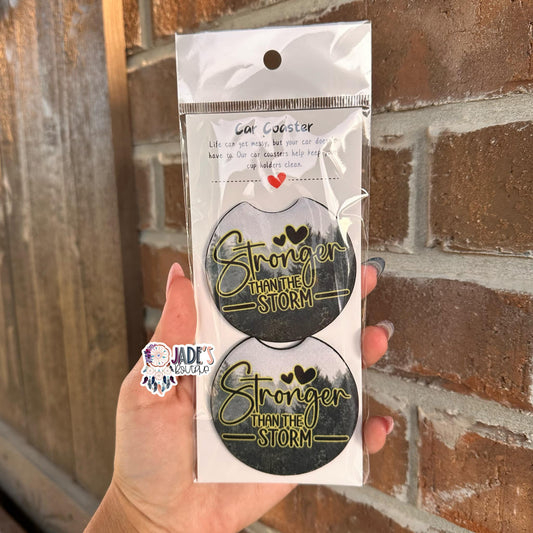 Car Coaster
Life can get messy, but your car doesn't
have to. Our car coasters help keep
cup holders clean.
Stronger
THAN THE
STORM
JADE'S
Boutique
Stronger
THAN THE
STORM